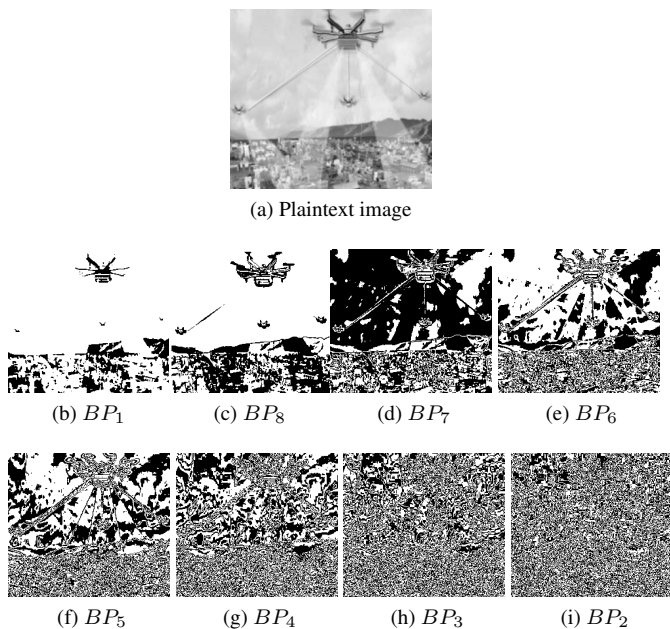 (a) Plaintext image
(b) BP₁ (c) BP₈ (d) BP₇ (e) BP₆
(f) BP₅ (g) BP₄ (h) BP₃ (i) BP₂